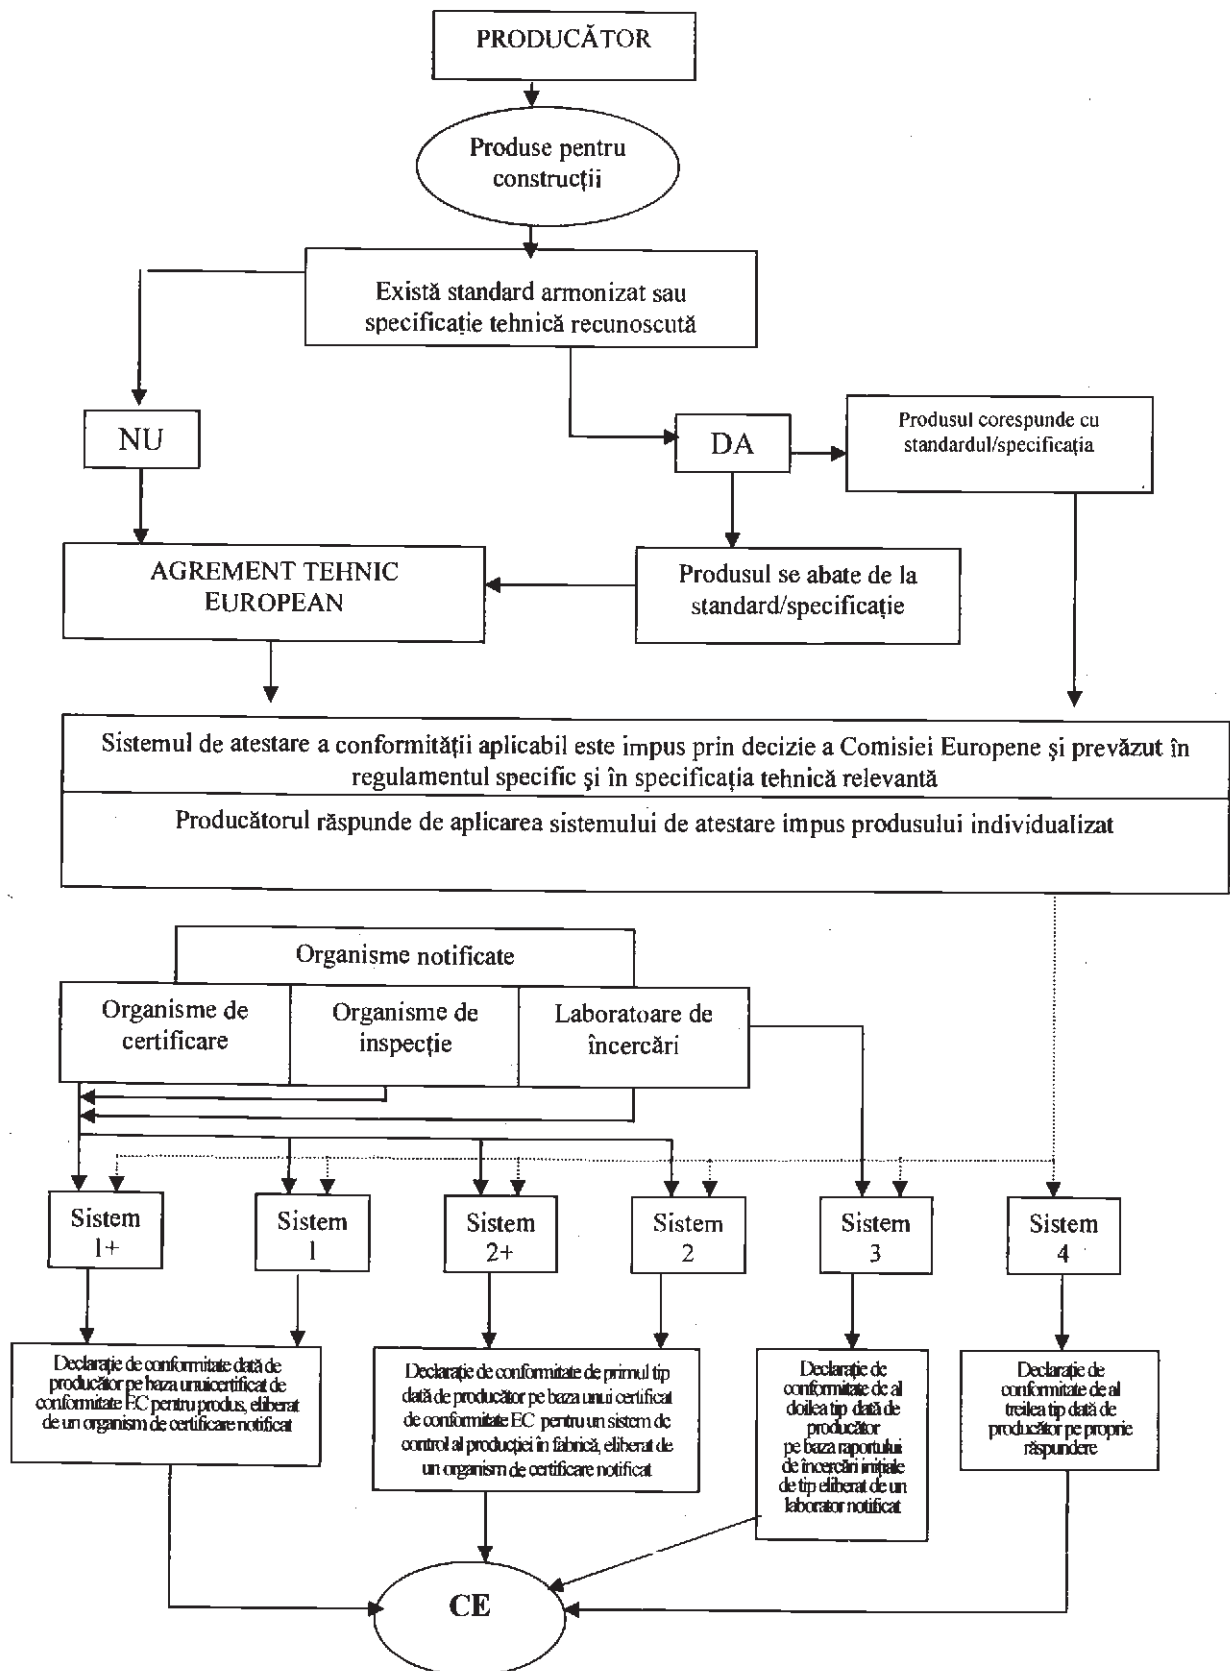 PRODUCĂTOR
Produse pentru
construcții
Există standard armonizat sau
specificație tehnică recunoscută
NU
DA
Produsul corespunde cu
standardul/specificația
AGREMENT TEHNIC
EUROPEAN
Produsul se abate de la
standard/specificație
Sistemul de atestare a conformității aplicabil este impus prin decizie a Comisiei Europene și prevăzut în
regulamentul specific și în specificația tehnică relevantă
Producătorul răspunde de aplicarea sistemului de atestare impus produsului individualizat
Organisme notificate
Organisme de
certificare
Organisme de
inspecție
Laboratoare de
încercări
Sistem
1+
Sistem
1
Sistem
2+
Sistem
2
Sistem
3
Sistem
4
Declarație de conformitate dată de
producător pe baza unuicertificat de
conformitate EC pentru produs, eliberat
de un organism de certificare notificat
Declarație de conformitate de primul tip
dată de producător pe baza unui certificat
de conformitate EC pentru un sistem de
control al producției în fabrică, eliberat de
un organism de certificare notificat
Declarație de
conformitate de al
doilea tip dată de
producător
pe baza raportului
de încercări inițiale
de tip eliberat de un
laborator notificat
Declarație de
conformitate de al
treilea tip dată de
producător pe proprie
răspundere
CE